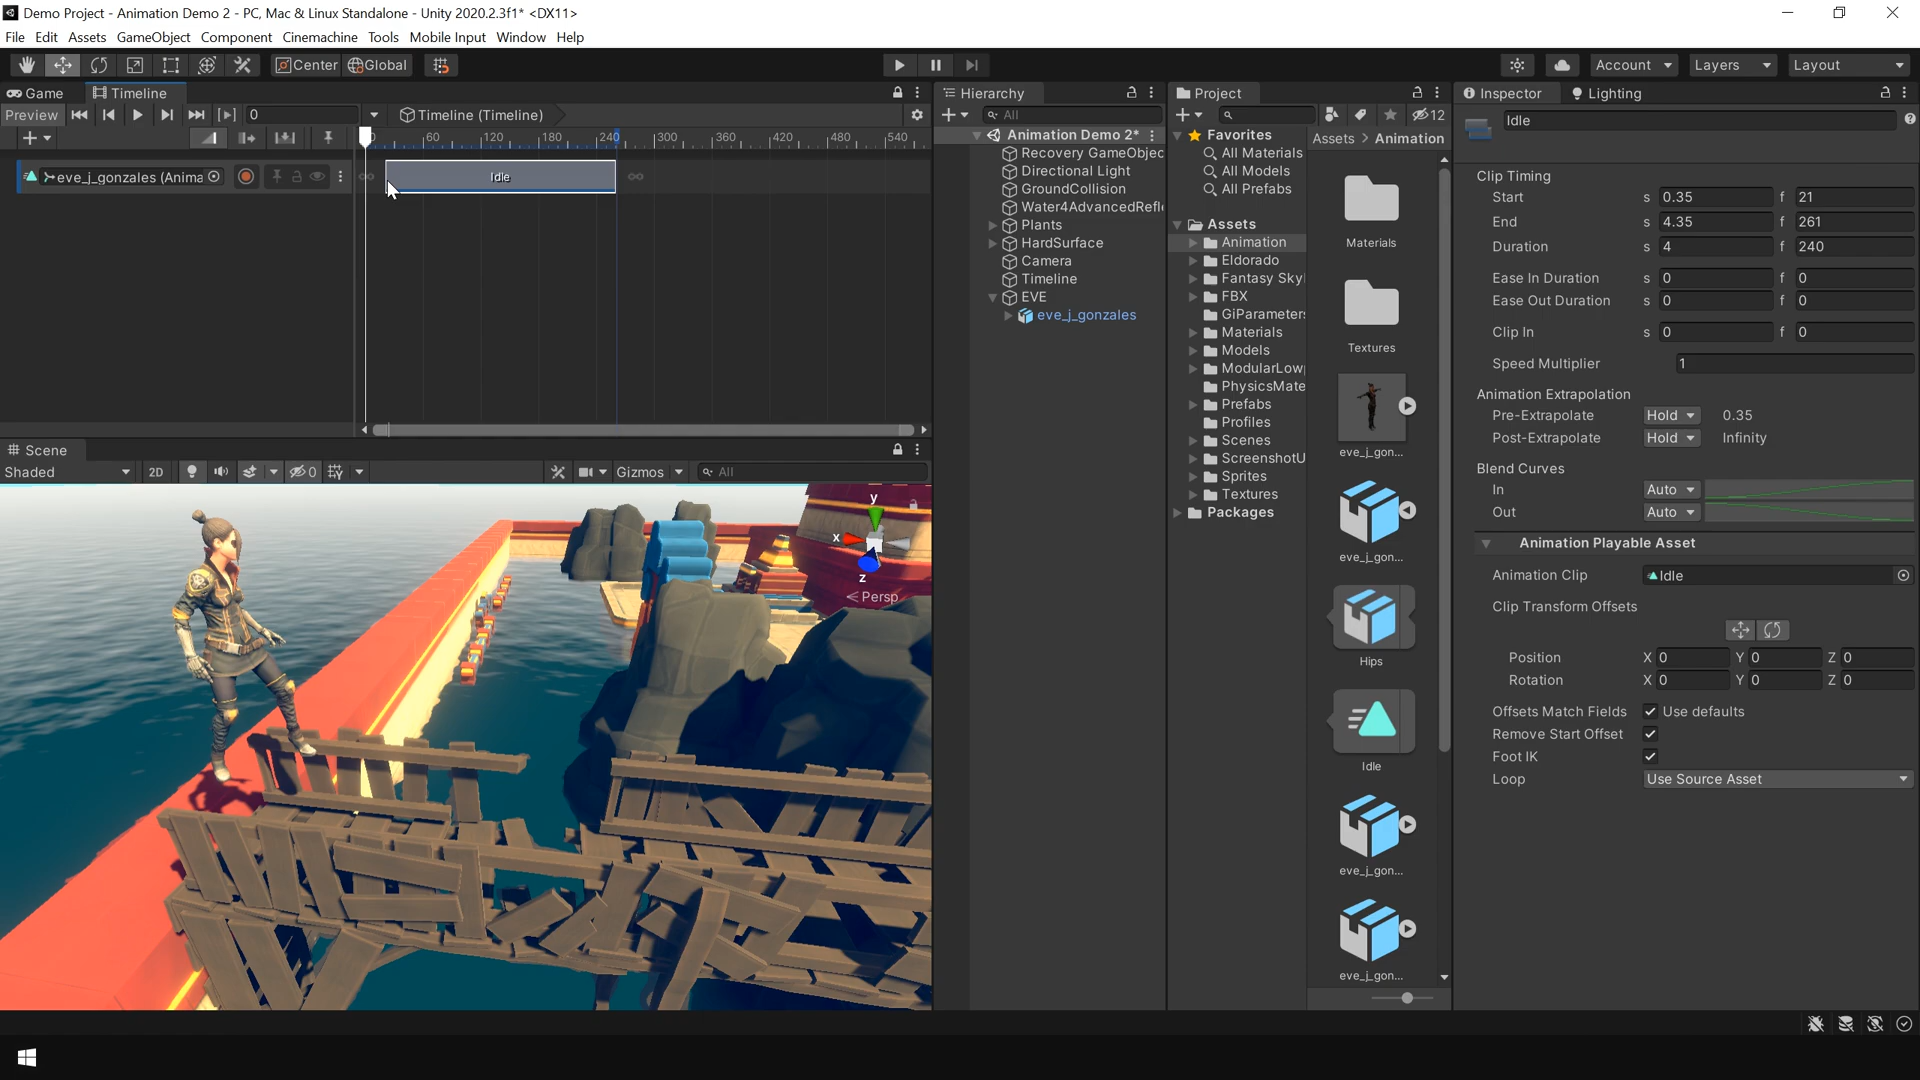 Demo Project - Animation Demo 2 - PC, Mac & Linux Standalone - Unity 2020.2.3f1* <DX11>
File Edit Assets GameObject Component Cinemachine Tools Mobile Input Window Help
Center Global Account Layers Layout
Game Timeline
Preview 0 Timeline (Timeline)
60 120 180 240 300 360 420 480 540
eve_j_gonzales (Anima Idle
Scene
Shaded 2D 0 Gizmos All
y
x
z
Persp
Hierarchy
All
Animation Demo 2*
Recovery GameObjec
Directional Light
GroundCollision
Water4AdvancedRefle
Plants
HardSurface
Camera
Timeline
EVE
eve_j_gonzales
Project
12
Favorites
All Materials
All Models
All Prefabs
Assets
Animation
Eldorado
Fantasy Sky
FBX
GiParameters
Materials
Models
ModularLow
PhysicsMate
Prefabs
Profiles
Scenes
ScreenshotU
Sprites
Textures
Packages
Assets Animation
Materials
Textures
eve_j_gon...
eve_j_gon...
Hips
Idle
eve_j_gon...
eve_j_gon...
Inspector Lighting
Idle
Clip Timing
Start s 0.35 f 21
End s 4.35 f 261
Duration s 4 f 240
Ease In Duration s 0 f 0
Ease Out Duration s 0 f 0
Clip In s 0 f 0
Speed Multiplier 1
Animation Extrapolation
Pre-Extrapolate Hold 0.35
Post-Extrapolate Hold Infinity
Blend Curves
In Auto
Out Auto
Animation Playable Asset
Animation Clip Idle
Clip Transform Offsets
Position X 0 Y 0 Z 0
Rotation X 0 Y 0 Z 0
Offsets Match Fields Use defaults
Remove Start Offset
Foot IK
Loop Use Source Asset